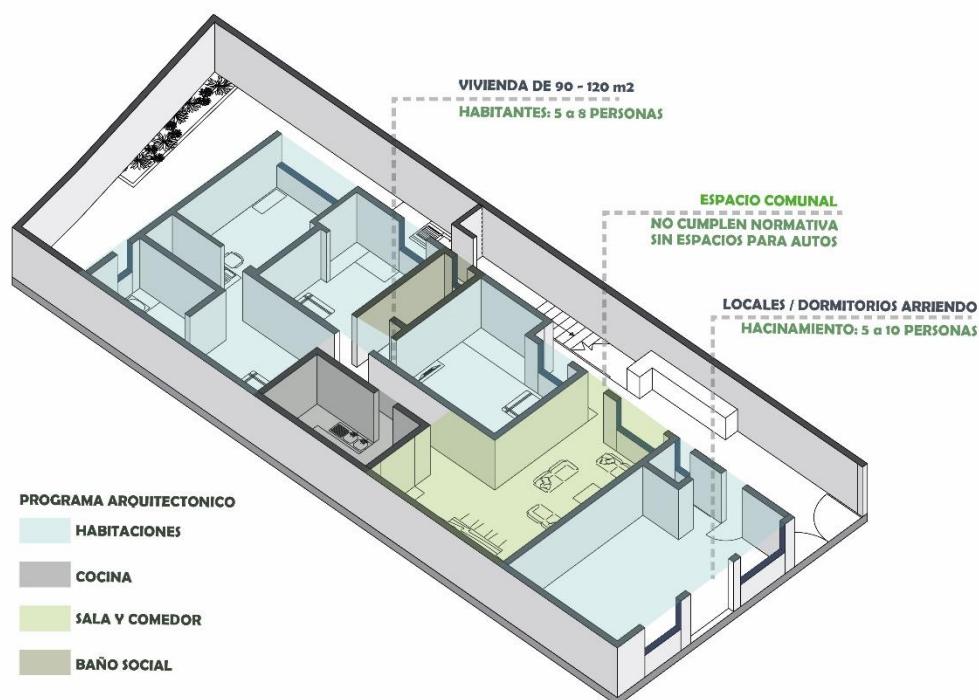 VIVIENDA DE 90 - 120 m2
HABITANTES: 5 a 8 PERSONAS
ESPACIO COMUNAL
NO CUMPLEN NORMATIVA
SIN ESPACIOS PARA AUTOS
LOCALES / DORMITORIOS ARRIENDO
HACINAMIENTO: 5 a 10 PERSONAS
PROGRAMA ARQUITECTONICO
HABITACIONES
COCINA
SALA Y COMEDOR
BAÑO SOCIAL